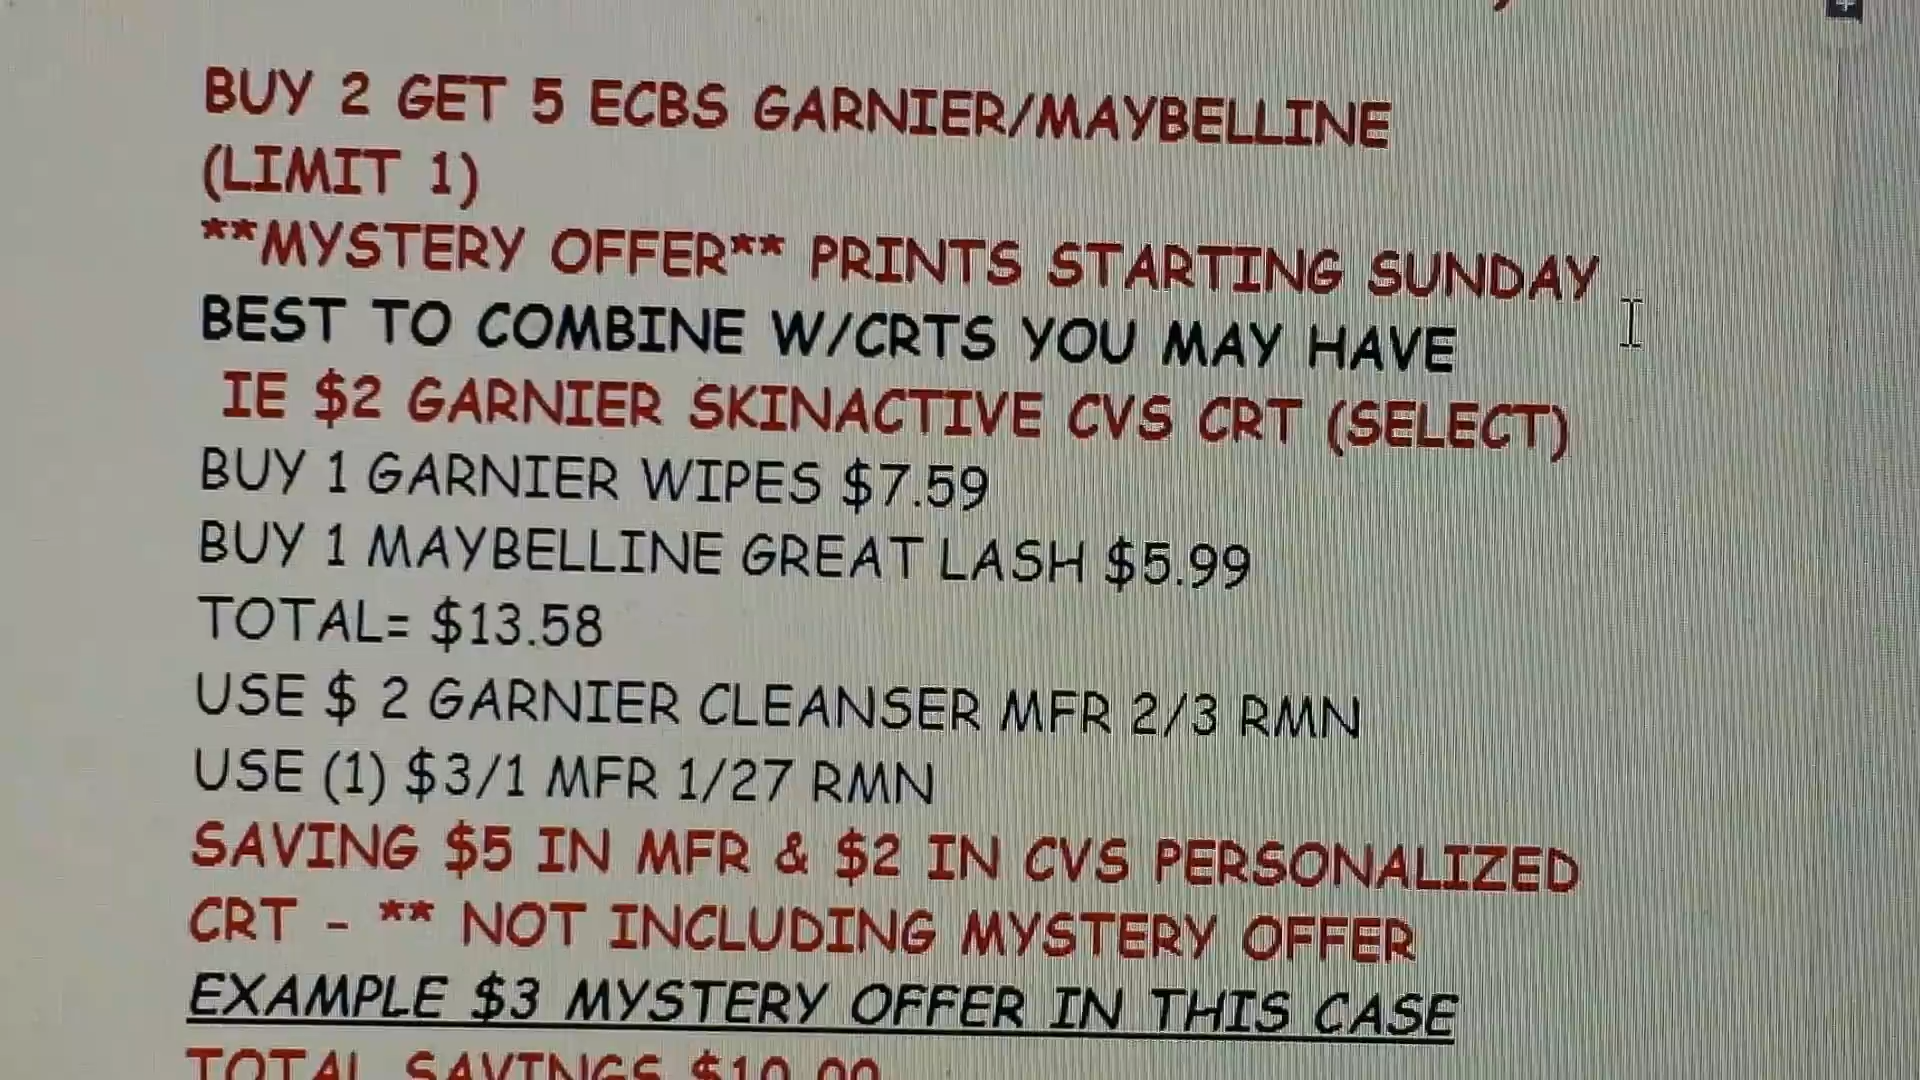 BUY 2 GET 5 ECBS GARNIER/MAYBELLINE
(LIMIT 1)
**MYSTERY OFFER** PRINTS STARTING SUNDAY
BEST TO COMBINE W/CRTS YOU MAY HAVE
IE $2 GARNIER SKINACTIVE CVS CRT (SELECT)
BUY 1 GARNIER WIPES $7.59
BUY 1 MAYBELLINE GREAT LASH $5.99
TOTAL= $13.58
USE $ 2 GARNIER CLEANSER MFR 2/3 RMN
USE (1) $3/1 MFR 1/27 RMN
SAVING $5 IN MFR & $2 IN CVS PERSONALIZED
CRT - ** NOT INCLUDING MYSTERY OFFER
EXAMPLE $3 MYSTERY OFFER IN THIS CASE
TOTAL SAVINGS $10.00